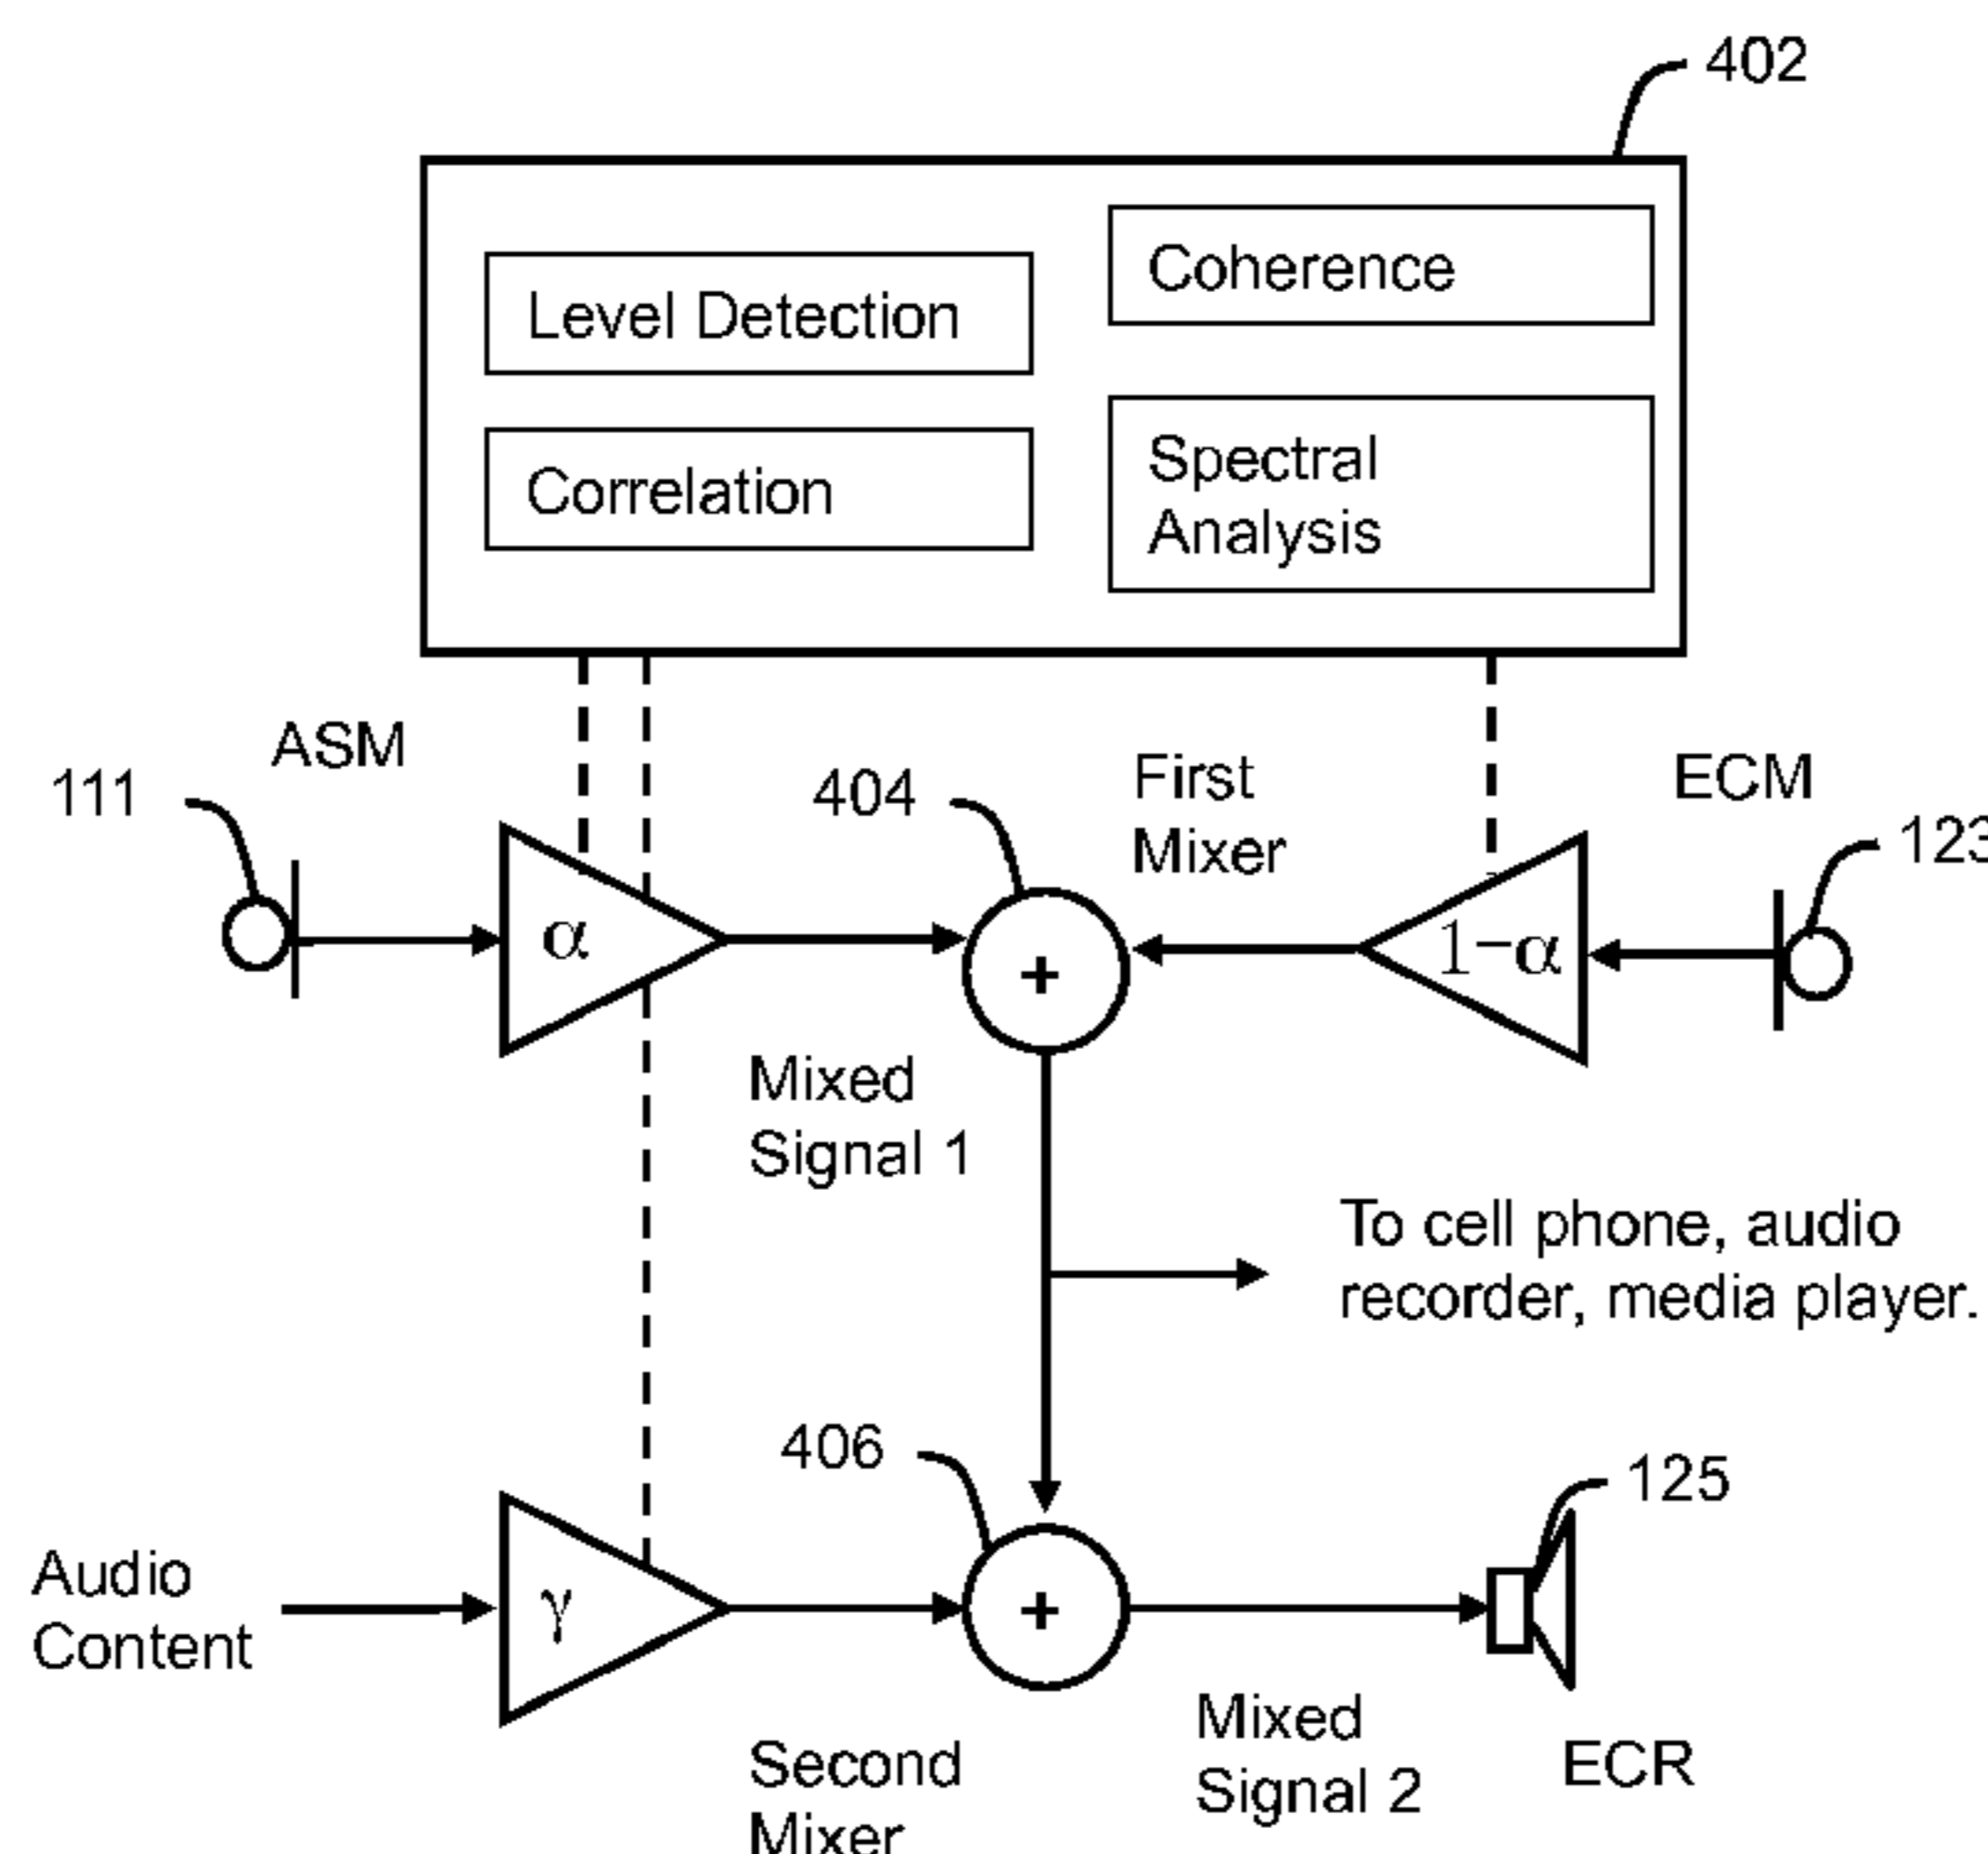 402
Coherence
Level Detection
Spectral
Analysis
Correlation
ASM
111
404
First
Mixer
ECM
123
α
+
1−α
Mixed
Signal 1
To cell phone, audio
recorder, media player.
406
125
Audio
Content
γ
+
Mixed
Signal 2
Second
Mixer
ECR